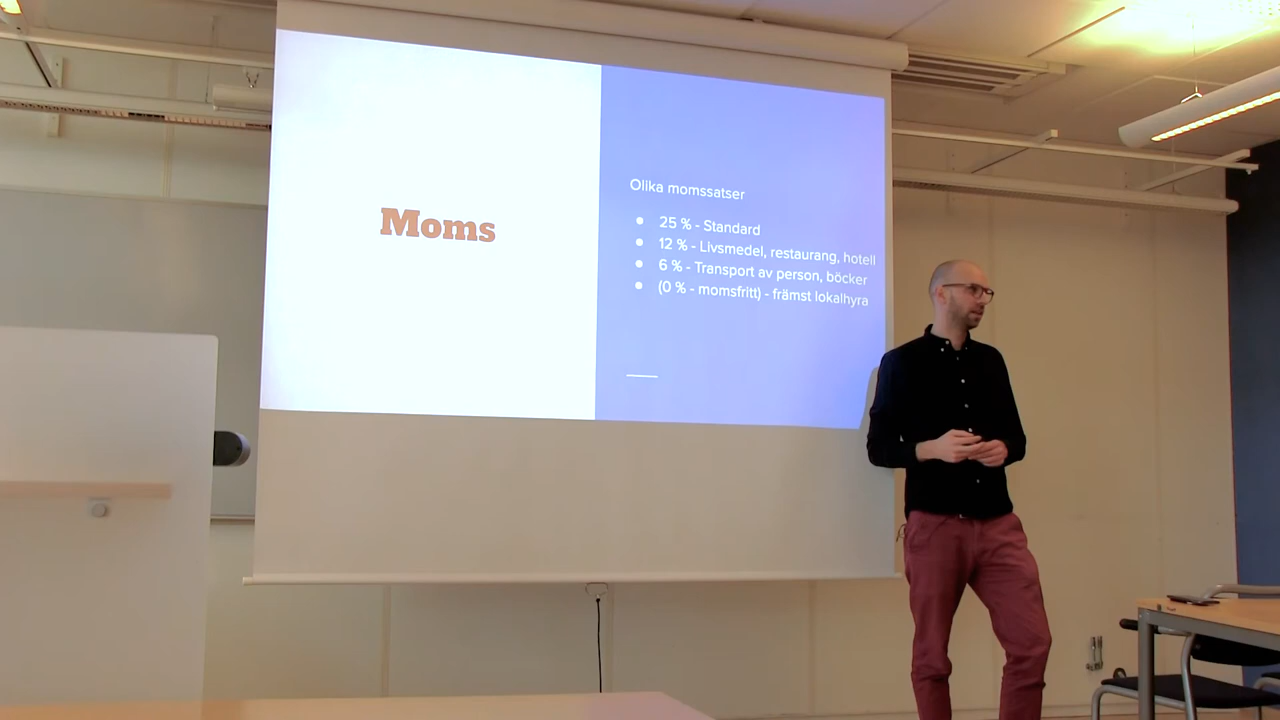 Moms
Olika momssatser
25 % - Standard
12 % - Livsmedel, restaurang, hotell
6 % - Transport av person, böcker
(0 % - momsfritt) - främst lokalhyra